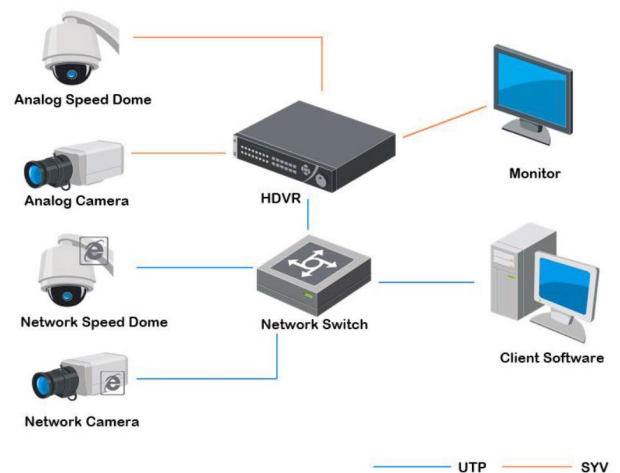 Analog Speed Dome
Analog Camera
HDVR
Monitor
Network Speed Dome
Network Switch
Client Software
Network Camera
UTP
SYV